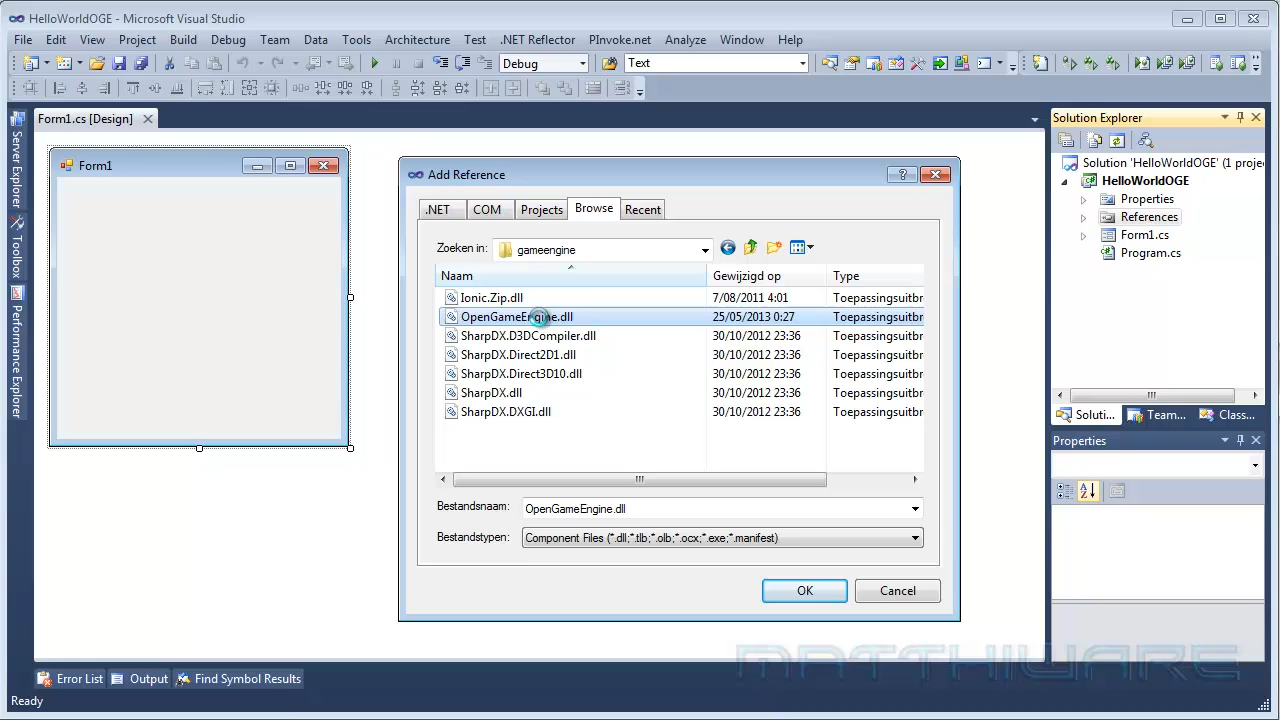 HelloWorldOGE - Microsoft Visual Studio
File Edit View Project Build Debug Team Data Tools Architecture Test .NET Reflector PInvoke.net Analyze Window Help
Debug Text
Server Explorer
Toolbox
Performance Explorer
Form1.cs [Design]
Form1
Add Reference
.NET COM Projects Browse Recent
Zoeken in: gameengine
Naam Gewijzigd op Type
Ionic.Zip.dll 7/08/2011 4:01 Toepassingsuitbr
OpenGameEngine.dll 25/05/2013 0:27 Toepassingsuitbr
SharpDX.D3DCompiler.dll 30/10/2012 23:36 Toepassingsuitbr
SharpDX.Direct2D1.dll 30/10/2012 23:36 Toepassingsuitbr
SharpDX.Direct3D10.dll 30/10/2012 23:36 Toepassingsuitbr
SharpDX.dll 30/10/2012 23:36 Toepassingsuitbr
SharpDX.DXGI.dll 30/10/2012 23:36 Toepassingsuitbr
Bestandsnaam: OpenGameEngine.dll
Bestandstypen: Component Files (*.dll;*.tlb;*.olb;*.ocx;*.exe;*.manifest)
OK Cancel
Solution Explorer
Solution 'HelloWorldOGE' (1 projec
HelloWorldOGE
Properties
References
Form1.cs
Program.cs
Soluti... Team... Class...
Properties
MATTHIWARE
Error List Output Find Symbol Results
Ready